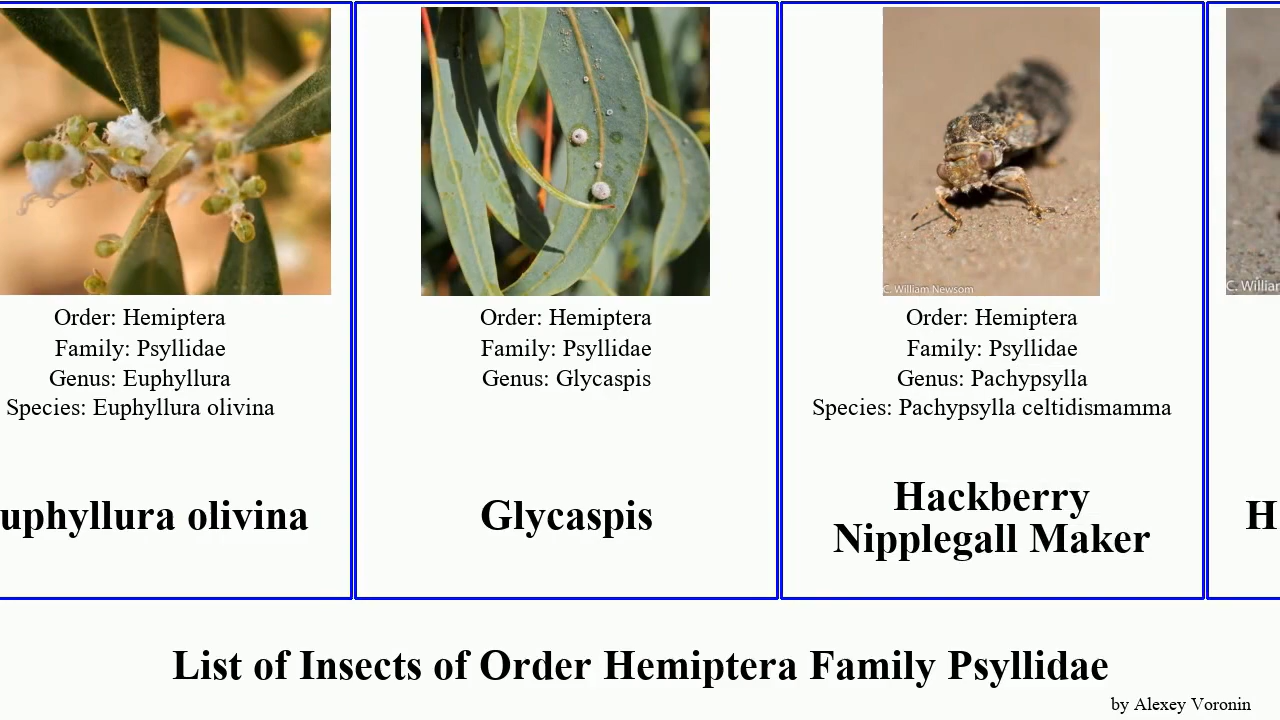 Order: Hemiptera
Family: Psyllidae
Genus: Euphyllura
Species: Euphyllura olivina
uphyllura olivina
Order: Hemiptera
Family: Psyllidae
Genus: Glycaspis
Glycaspis
C. William Newsom
Order: Hemiptera
Family: Psyllidae
Genus: Pachypsylla
Species: Pachypsylla celtidismamma
Hackberry
Nipplegall Maker
C. Williar
H
List of Insects of Order Hemiptera Family Psyllidae
by Alexey Voronin